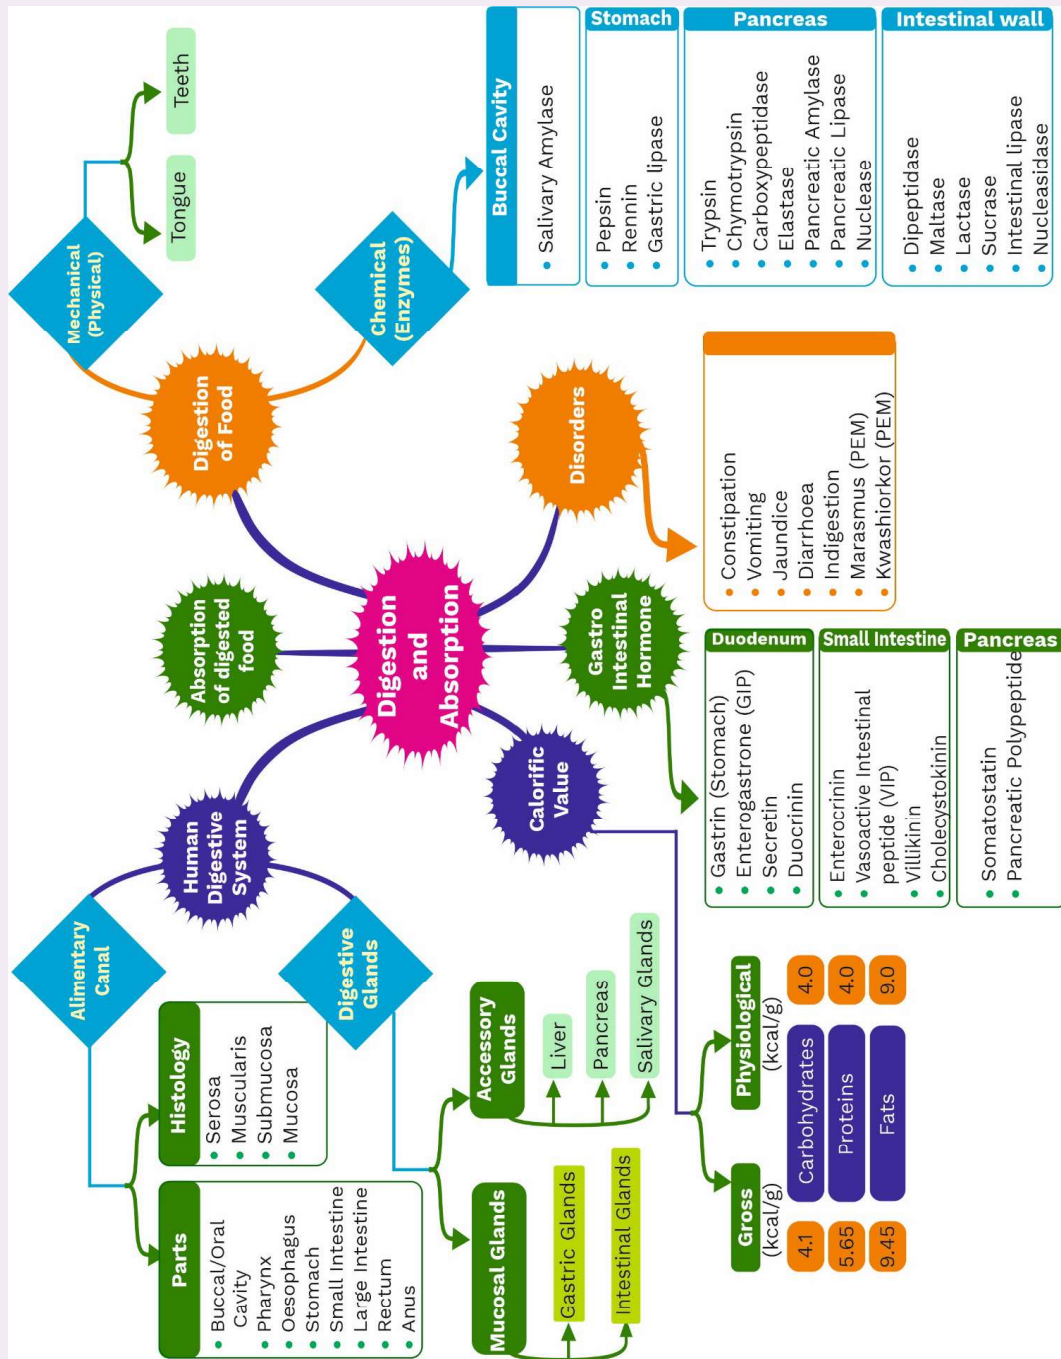 Digestion
and
Absorption
Human
Digestive
System
Alimentary
Canal
Parts
Buccal/Oral
Cavity
Pharynx
Oesophagus
Stomach
Small Intestine
Large Intestine
Rectum
Anus
Histology
Serosa
Muscularis
Submucosa
Mucosa
Digestive
Glands
Mucosal Glands
Gastric Glands
Intestinal Glands
Accessory
Glands
Liver
Pancreas
Salivary Glands
Absorption
of digested
food
Digestion
of Food
Mechanical
(Physical)
Tongue
Teeth
Chemical
(Enzymes)
Buccal Cavity
Salivary Amylase
Stomach
Pepsin
Rennin
Gastric lipase
Pancreas
Trypsin
Chymotrypsin
Carboxypeptidase
Elastase
Pancreatic Amylase
Pancreatic Lipase
Nuclease
Intestinal wall
Dipeptidase
Maltase
Lactase
Sucrase
Intestinal lipase
Nucleasidase
Calorific
Value
Gross
(kcal/g)
Physiological
(kcal/g)
4.1 Carbohydrates 4.0
5.65 Proteins 4.0
9.45 Fats 9.0
Gastro
Intestinal
Hormone
Duodenum
Gastrin (Stomach)
Enterogastrone (GIP)
Secretin
Duocrinin
Small Intestine
Enterocrinin
Vasoactive Intestinal
peptide (VIP)
Villikinin
Cholecystokinin
Pancreas
Somatostatin
Pancreatic Polypeptide
Disorders
Constipation
Vomiting
Jaundice
Diarrhoea
Indigestion
Marasmus (PEM)
Kwashiorkor (PEM)